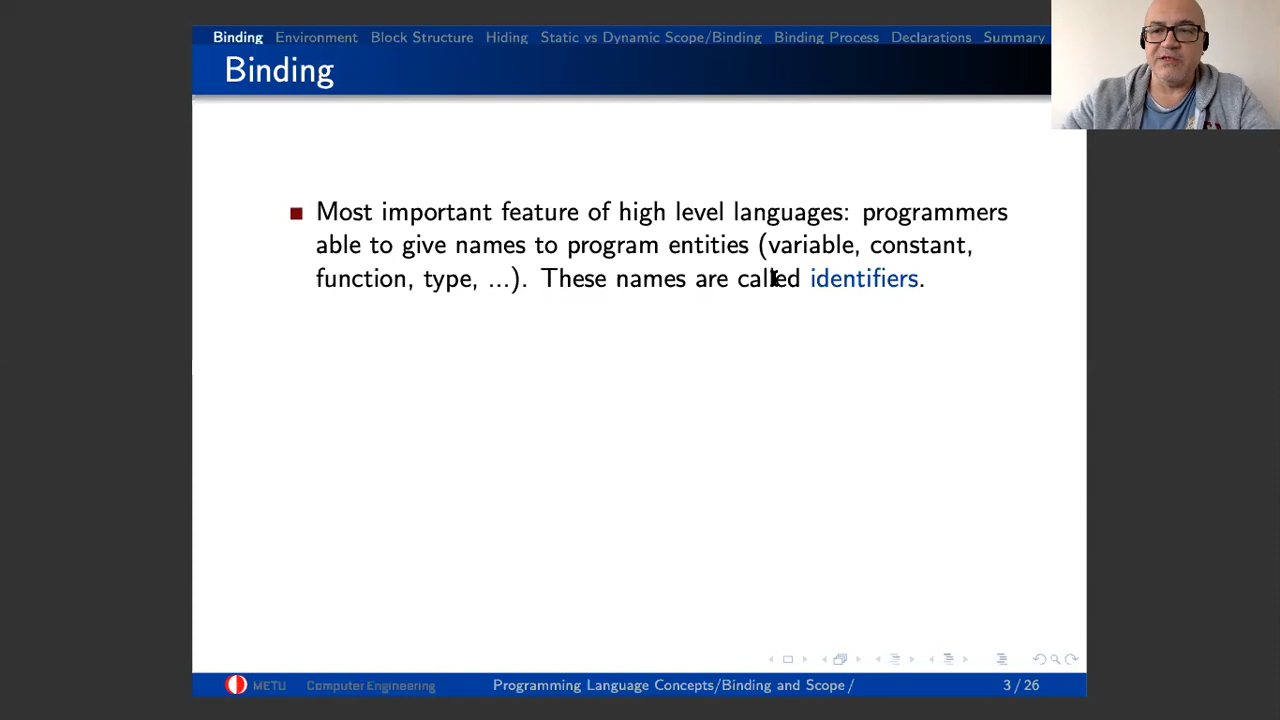 Binding Environment Block Structure Hiding Static vs Dynamic Scope/Binding Binding Process Declarations Summary
Binding
Most important feature of high level languages: programmers
able to give names to program entities (variable, constant,
function, type, ...). These names are called identifiers.
METU Computer Engineering Programming Language Concepts/Binding and Scope / 3 / 26